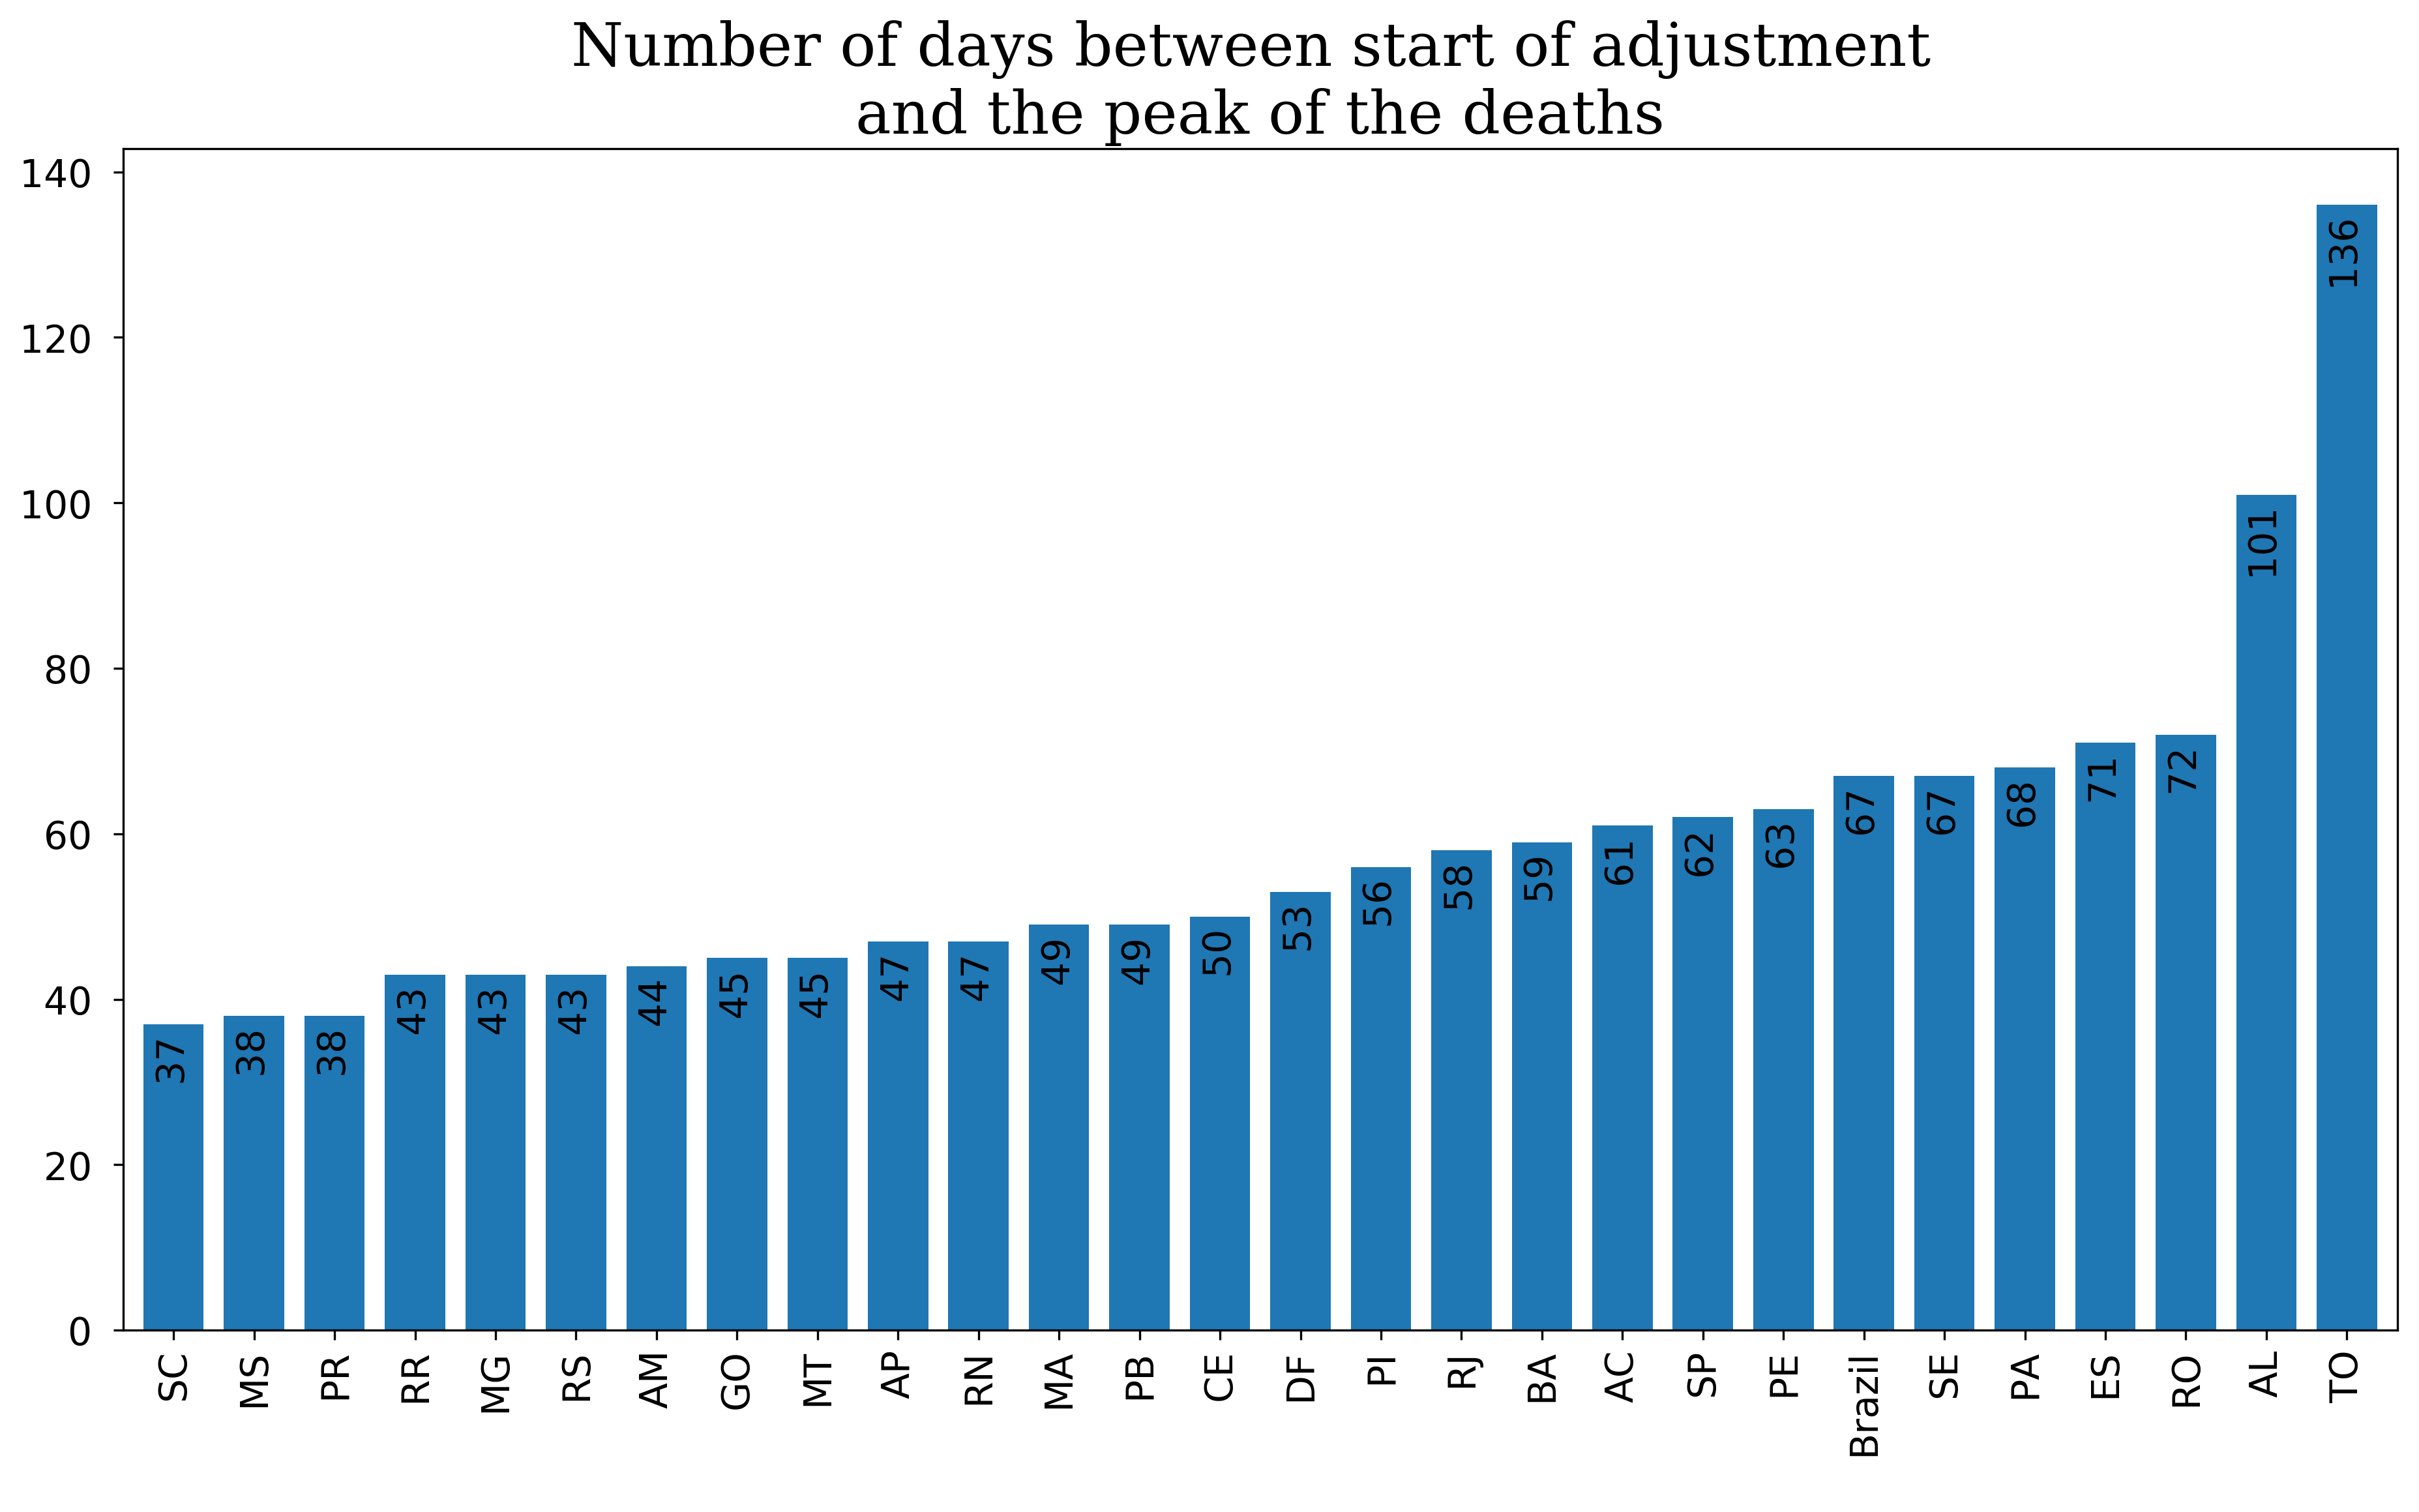 Number of days between start of adjustment
and the peak of the deaths
140
120
100
80
60
40
20
0
37
38
38
43
43
43
44
45
45
47
47
49
49
50
53
56
58
59
61
62
63
67
67
68
71
72
101
136
SC
MS
PR
RR
MG
RS
AM
GO
MT
AP
RN
MA
PB
CE
DF
PI
RJ
BA
AC
SP
PE
Brazil
SE
PA
ES
RO
AL
TO